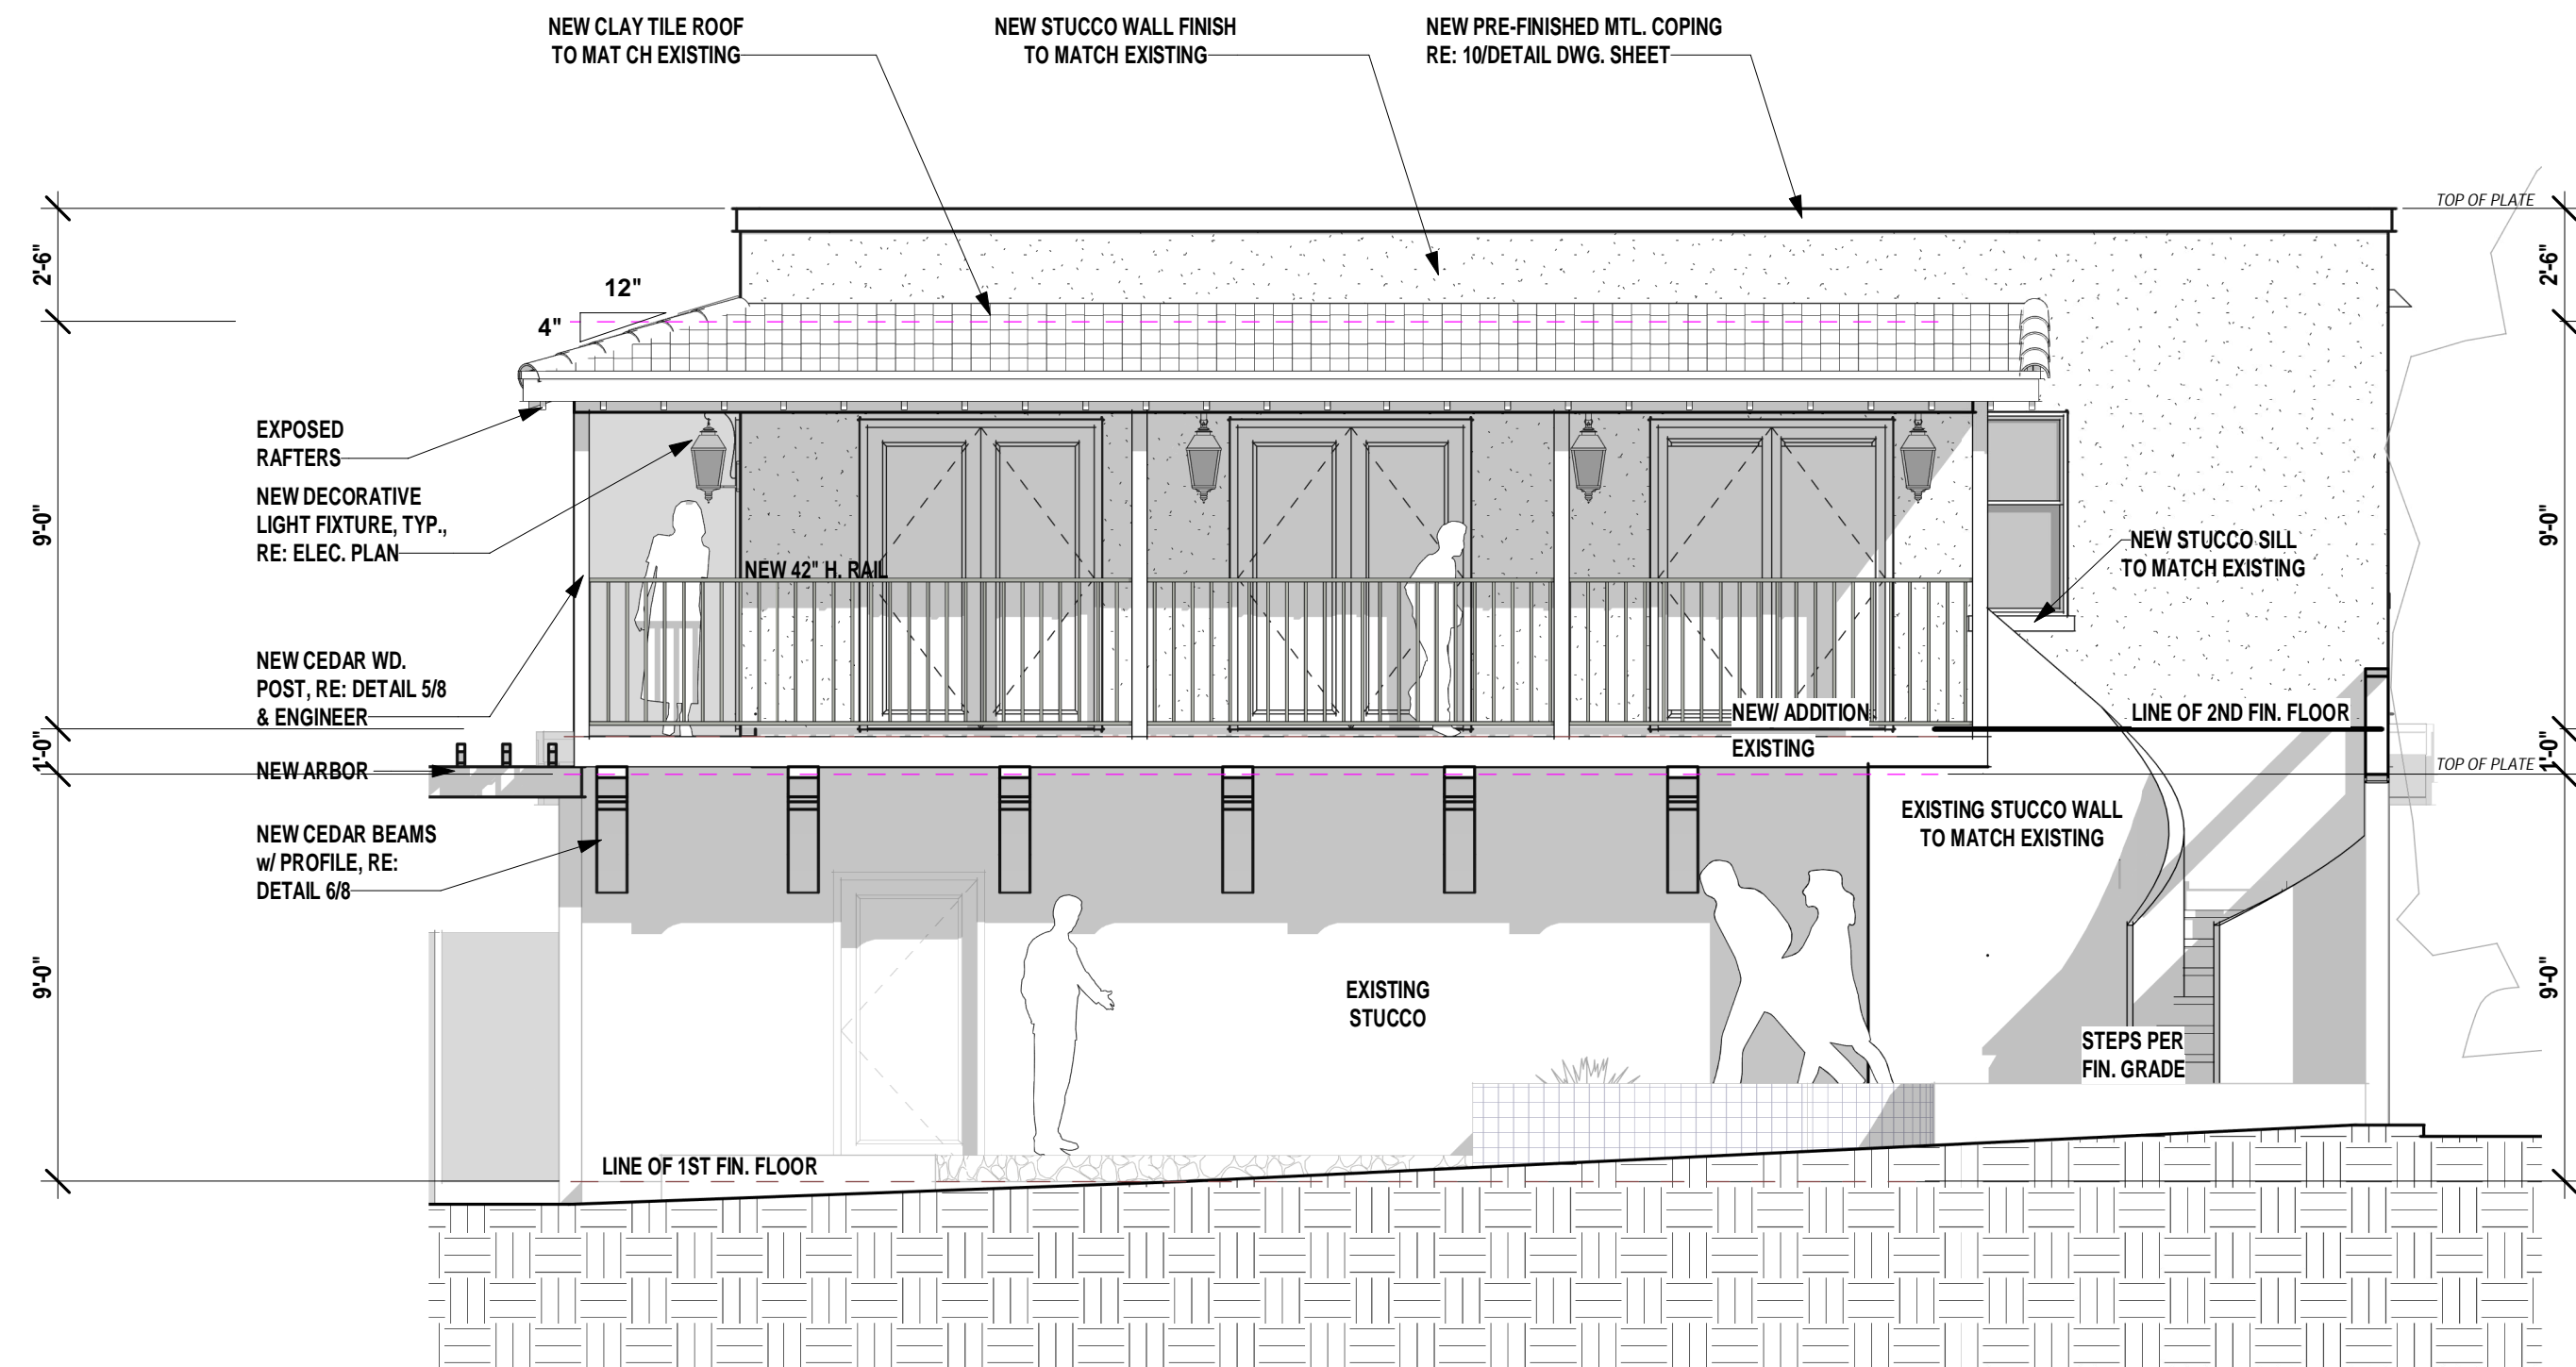 NEW CLAY TILE ROOF
TO MAT CH EXISTING
NEW STUCCO WALL FINISH
TO MATCH EXISTING
NEW PRE-FINISHED MTL. COPING
RE: 10/DETAIL DWG. SHEET
TOP OF PLATE
2'-6"
2'-6"
12"
4"
EXPOSED
RAFTERS
NEW DECORATIVE
LIGHT FIXTURE, TYP.,
RE: ELEC. PLAN
9'-0"
9'-0"
NEW 42" H. RAIL
NEW STUCCO SILL
TO MATCH EXISTING
NEW CEDAR WD.
POST, RE: DETAIL 5/8
& ENGINEER
NEW/ ADDITION
LINE OF 2ND FIN. FLOOR
EXISTING
1'-0"
1'-0"
NEW ARBOR
TOP OF PLATE
NEW CEDAR BEAMS
w/ PROFILE, RE:
DETAIL 6/8
EXISTING STUCCO WALL
TO MATCH EXISTING
9'-0"
9'-0"
EXISTING
STUCCO
STEPS PER
FIN. GRADE
LINE OF 1ST FIN. FLOOR